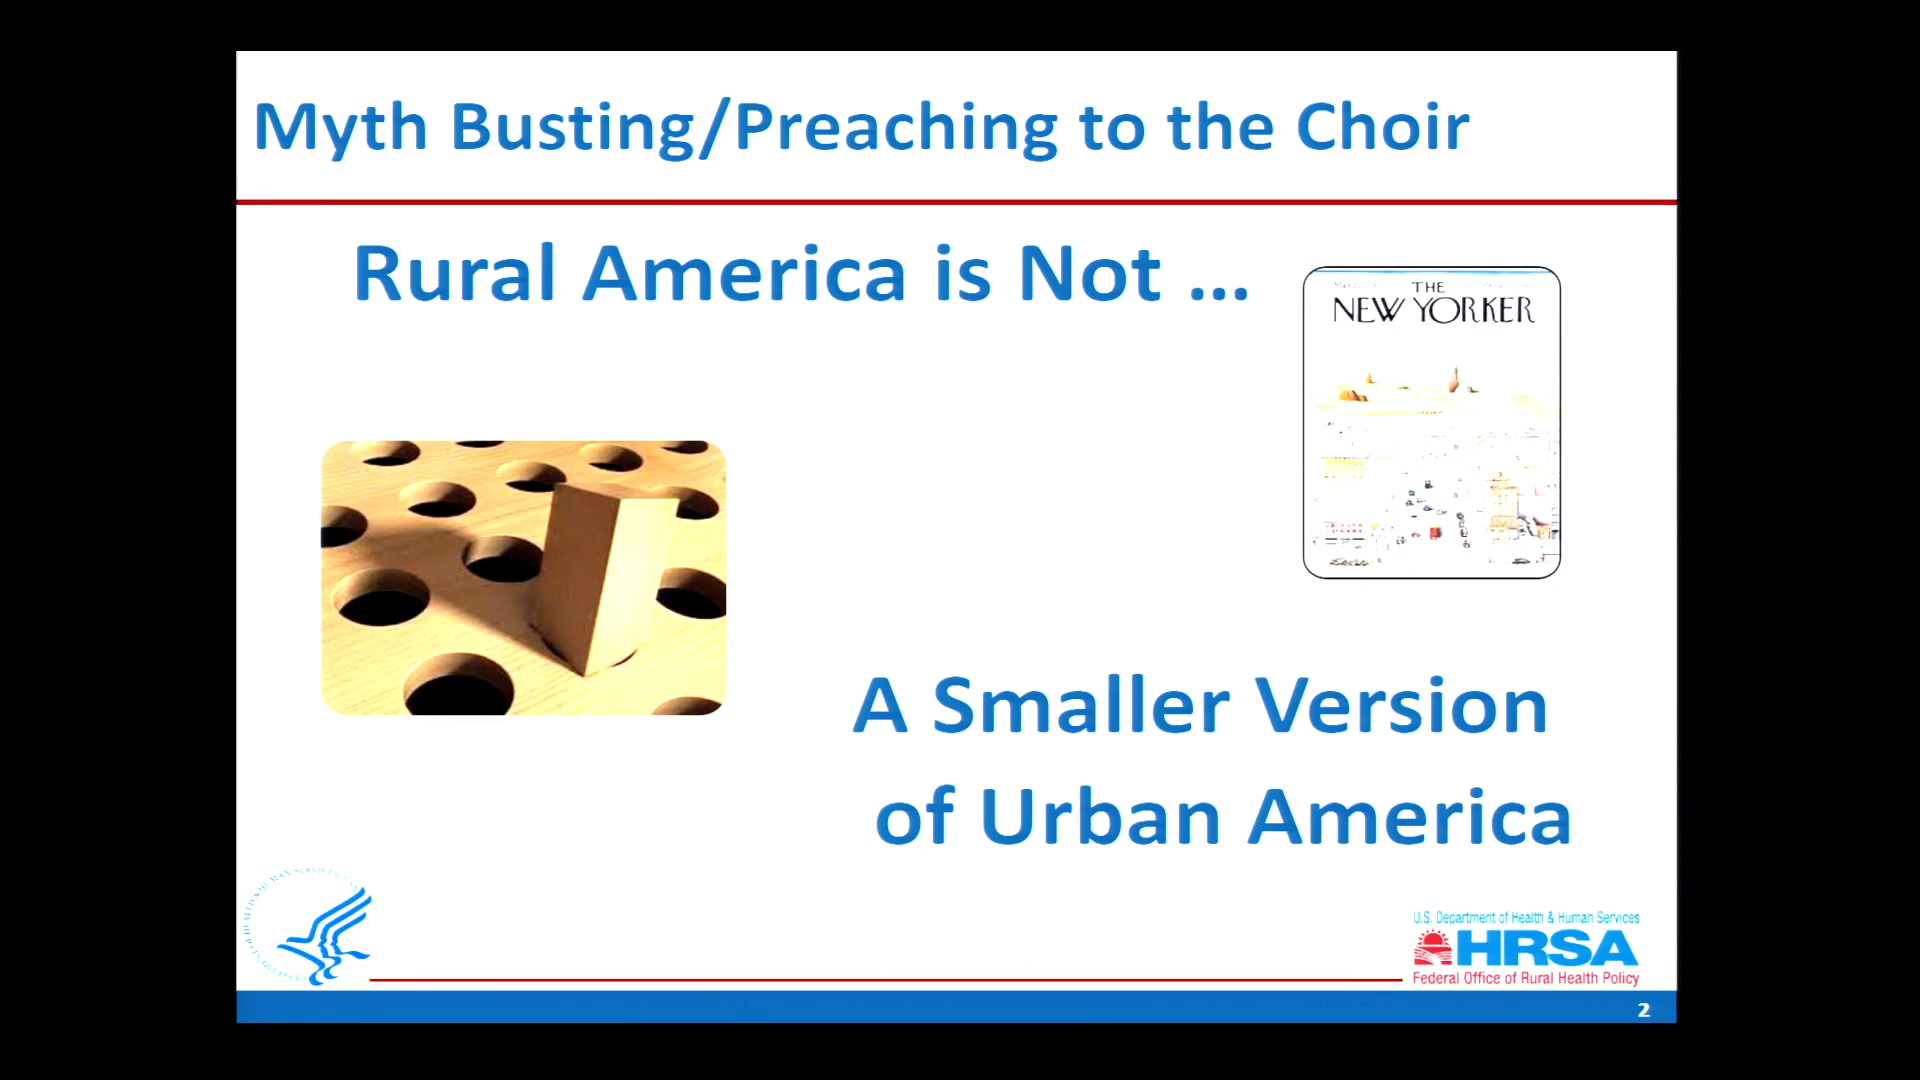 Myth Busting/Preaching to the Choir
Rural America is Not ...
THE
NEW YORKER
A Smaller Version
of Urban America
U.S. Department of Health & Human Services
HRSA
Federal Office of Rural Health Policy
2